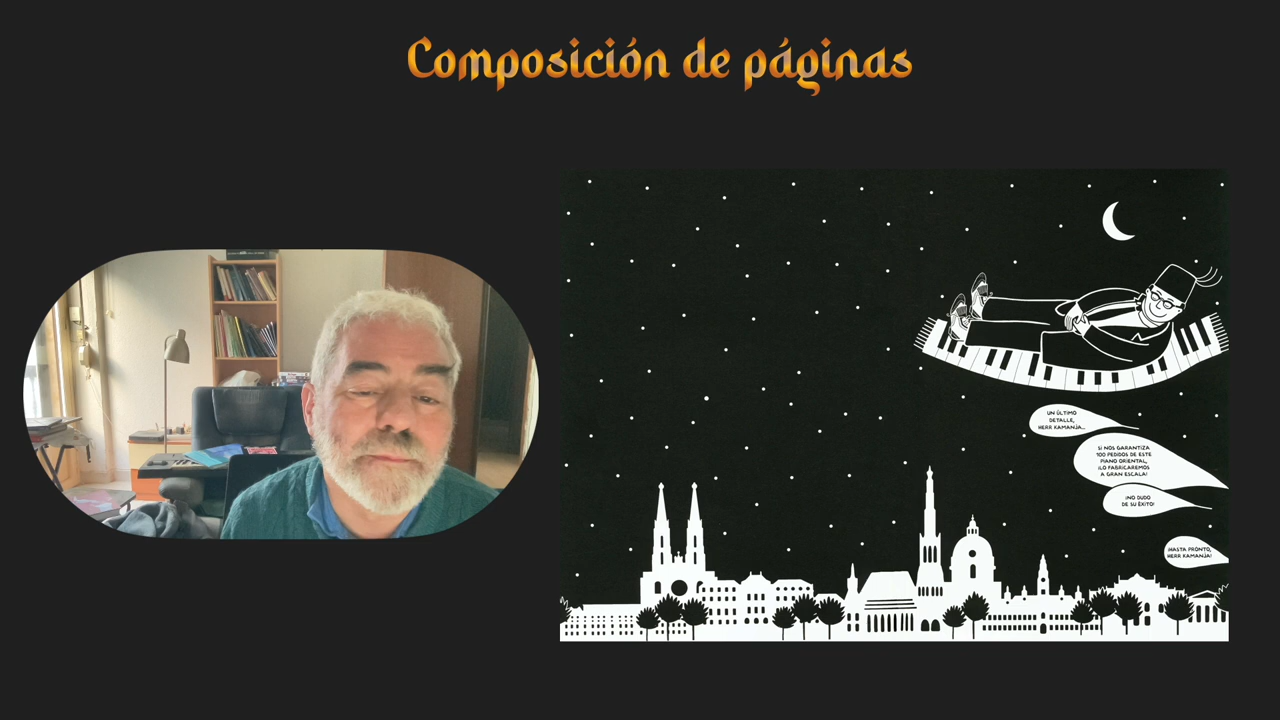 Composición de páginas
UN ÚLTIMO
DETALLE,
HERR KAMANJA...
SI NOS GARANTIZA
100 PEDIDOS DE ESTE
PIANO ORIENTAL,
¡LO FABRICAREMOS
A GRAN ESCALA!
¡NO DUDO
DE SU ÉXITO!
¡HASTA PRONTO,
HERR KAMANJA!